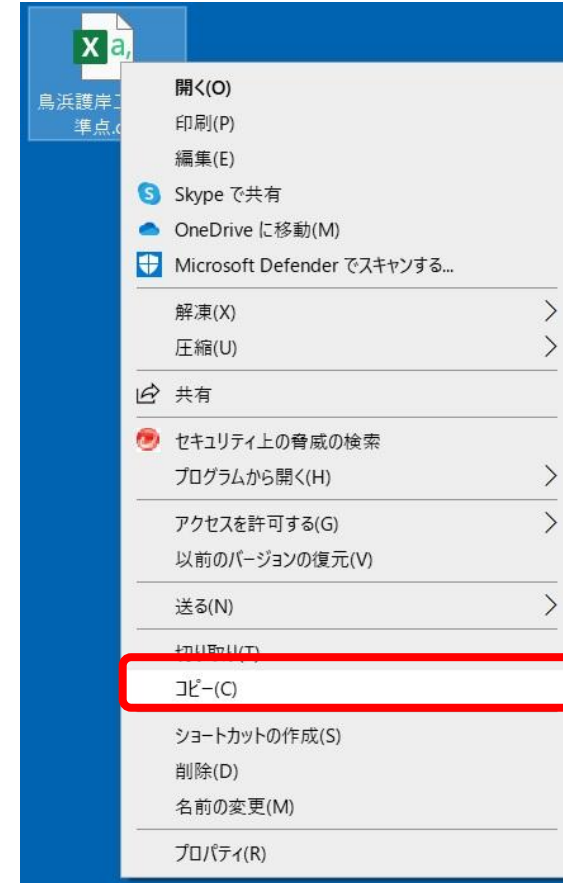 X a,
鳥浜護岸工
準点.c
開く(O)
印刷(P)
編集(E)
Skype で共有
OneDrive に移動(M)
Microsoft Defender でスキャンする...
解凍(X)
圧縮(U)
共有
セキュリティ上の脅威の検索
プログラムから開く(H)
アクセスを許可する(G)
以前のバージョンの復元(V)
送る(N)
切り取り(T)
コピー(C)
ショートカットの作成(S)
削除(D)
名前の変更(M)
プロパティ(R)